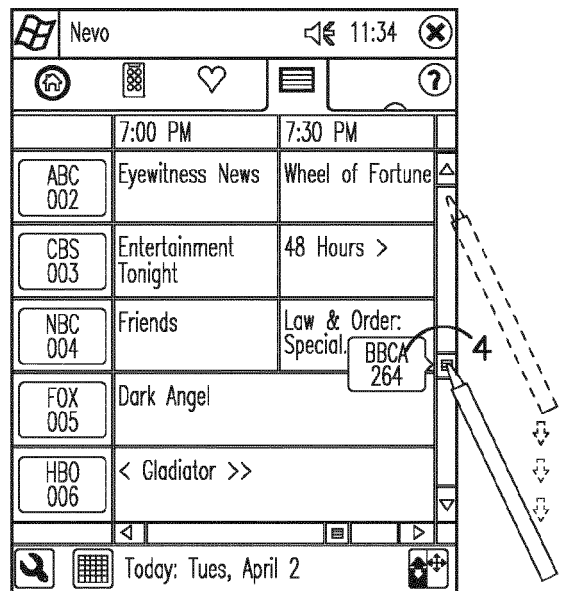 Nevo 11:34
?
7:00 PM 7:30 PM
ABC
002
Eyewitness News
Wheel of Fortune
CBS
003
Entertainment
Tonight
48 Hours >
NBC
004
Friends
Law & Order:
Special.
BBCA
264
4
FOX
005
Dark Angel
HBO
006
< Gladiator >>
Today: Tues, April 2